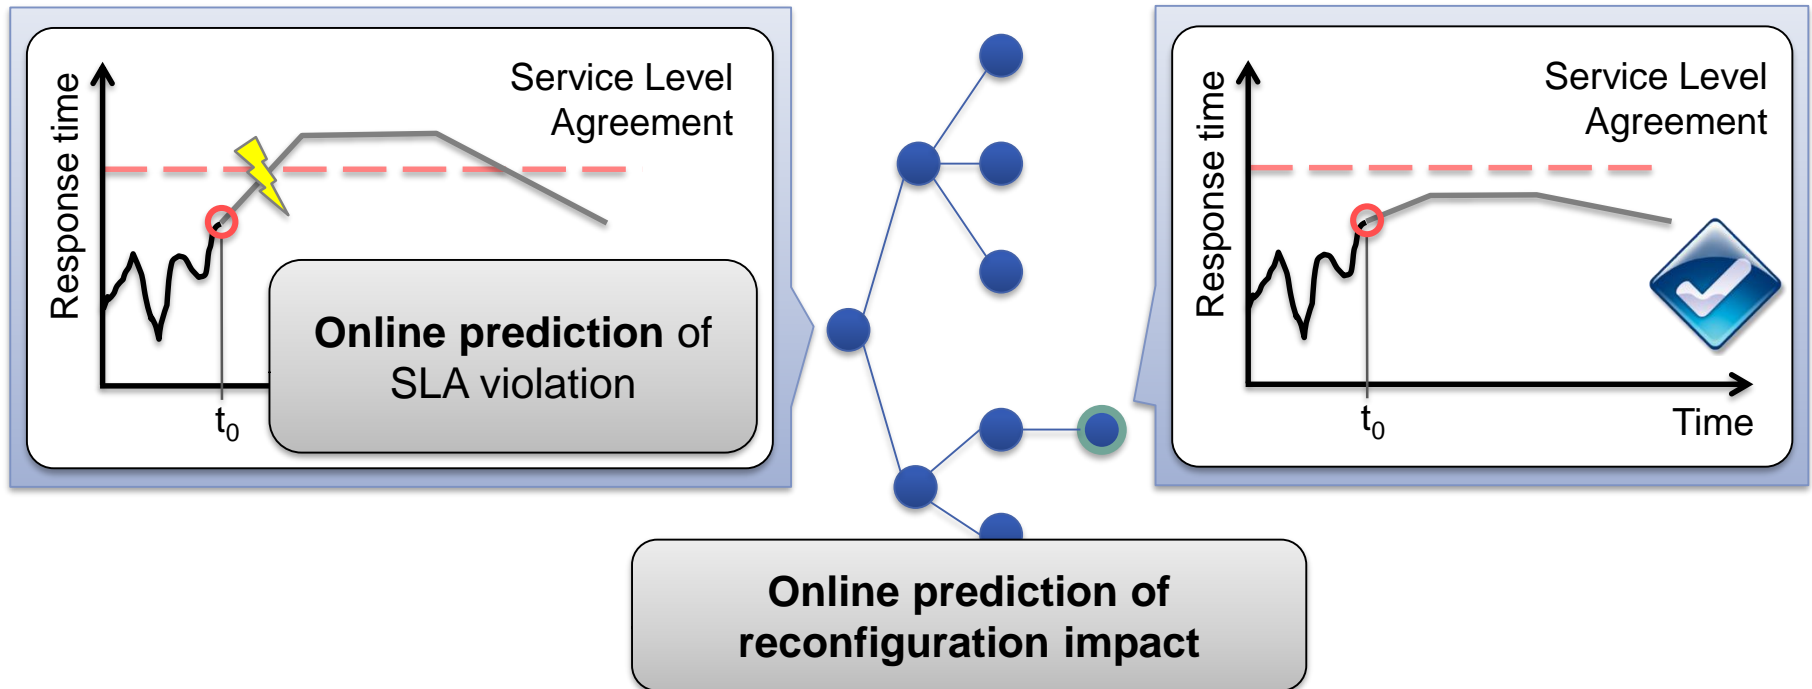 Service Level
Agreement
Response time
t0
Online prediction of
SLA violation
Service Level
Agreement
Response time
t0
Time
Online prediction of
reconfiguration impact